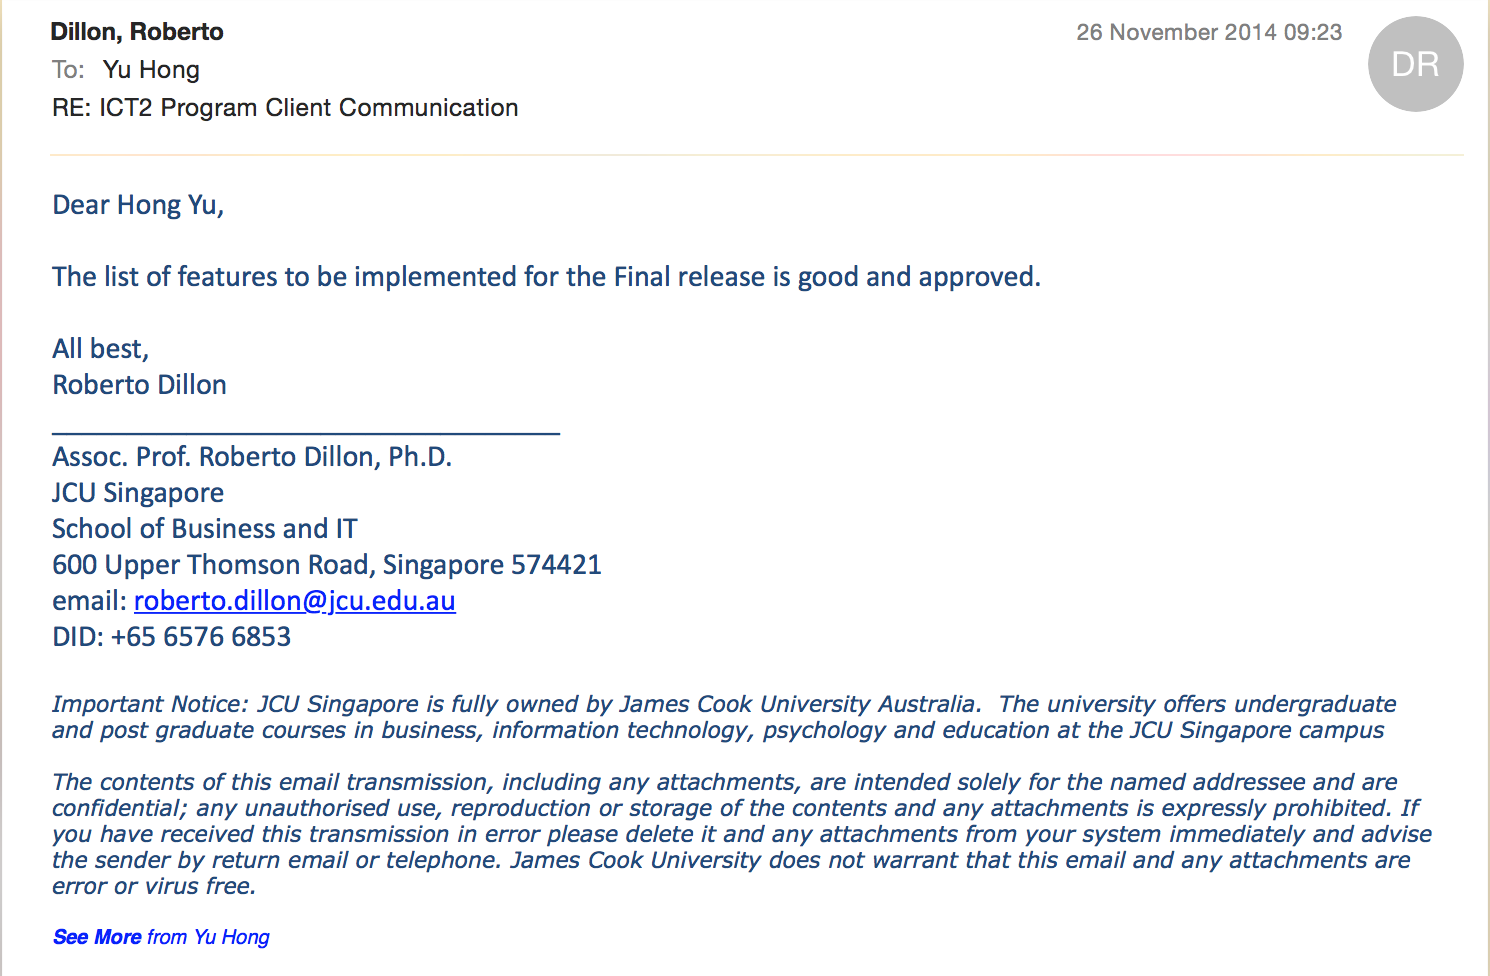 Dillon, Roberto
26 November 2014 09:23
DR
To: Yu Hong
RE: ICT2 Program Client Communication
Dear Hong Yu,
The list of features to be implemented for the Final release is good and approved.
All best,
Roberto Dillon
Assoc. Prof. Roberto Dillon, Ph.D.
JCU Singapore
School of Business and IT
600 Upper Thomson Road, Singapore 574421
email: roberto.dillon@jcu.edu.au
DID: +65 6576 6853
Important Notice: JCU Singapore is fully owned by James Cook University Australia.  The university offers undergraduate
and post graduate courses in business, information technology, psychology and education at the JCU Singapore campus
The contents of this email transmission, including any attachments, are intended solely for the named addressee and are
confidential; any unauthorised use, reproduction or storage of the contents and any attachments is expressly prohibited. If
you have received this transmission in error please delete it and any attachments from your system immediately and advise
the sender by return email or telephone. James Cook University does not warrant that this email and any attachments are
error or virus free.
See More from Yu Hong